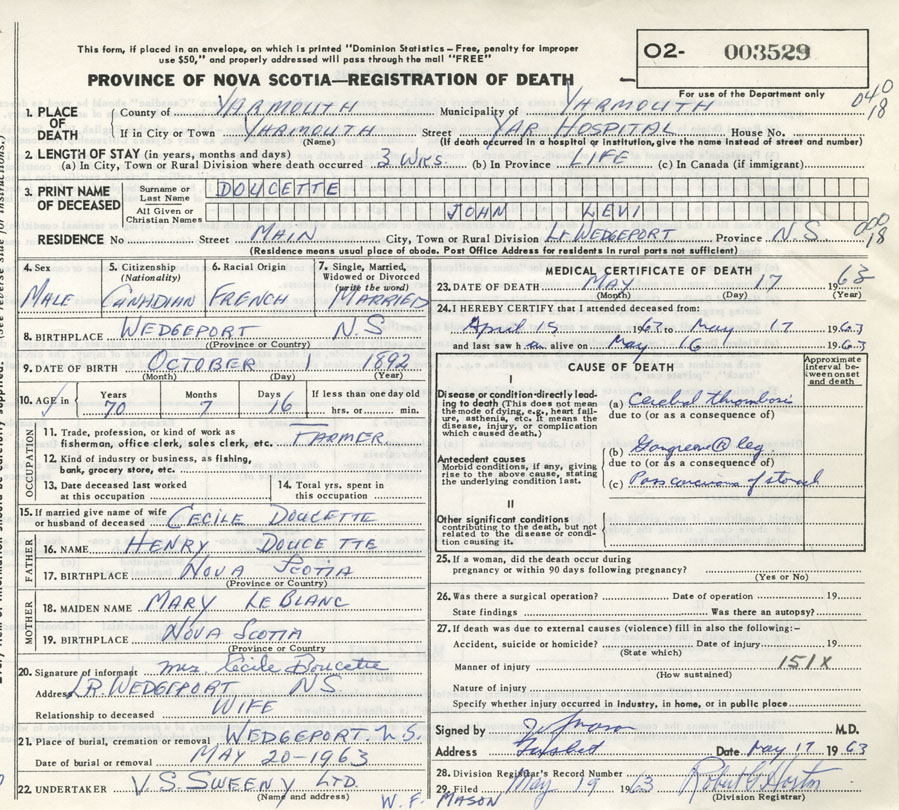 This form, if placed in an envelope, on which is printed "Dominion Statistics – Free, penalty for improper
use $50," and properly addressed will pass through the mail "FREE"
O2- 003529
PROVINCE OF NOVA SCOTIA—REGISTRATION OF DEATH
For use of the Department only
040
18
1. PLACE OF DEATH County of YARMOUTH Municipality of YARMOUTH
If in City or Town YARMOUTH Street YAR HOSPITAL House No.
(Name) (If death occurred in a hospital or institution, give the name instead of street and number)
2. LENGTH OF STAY (in years, months and days)
(a) In City, Town or Rural Division where death occurred 3 WKS. (b) In Province LIFE (c) In Canada (if immigrant)
3. PRINT NAME OF DECEASED Surname or Last Name DOUCETTE
All Given or Christian Names JOHN LEVI
000
18
RESIDENCE No Street MAIN City, Town or Rural Division Lr WEDGEPORT Province N.S
(Residence means usual place of abode. Post Office Address for residents in rural parts not sufficient)
4. Sex MALE
5. Citizenship (Nationality) CANADIAN
6. Racial Origin FRENCH
7. Single, Married, Widowed or Divorced (write the word) MARRIED
8. BIRTHPLACE WEDGEPORT N.S
(Province or Country)
9. DATE OF BIRTH OCTOBER 1 1892
(Month) (Day) (Year)
10. AGE in Years 70 Months 7 Days 16 If less than one day old hrs. or min.
OCCUPATION
11. Trade, profession, or kind of work as fisherman, office clerk, sales clerk, etc. FARMER
12. Kind of industry or business, as fishing, bank, grocery store, etc.
13. Date deceased last worked at this occupation
14. Total yrs. spent in this occupation
15. If married give name of wife or husband of deceased CECILE DOUCETTE
FATHER
16. NAME HENRY DOUCETTE
17. BIRTHPLACE NOVA SCOTIA
(Province or Country)
MOTHER
18. MAIDEN NAME MARY LE BLANC
19. BIRTHPLACE NOVA SCOTIA
(Province or Country)
20. Signature of informant Mrs Cecile Doucette
Address LR. WEDGEPORT NS
Relationship to deceased WIFE
21. Place of burial, cremation or removal WEDGEPORT. N.S.
Date of burial or removal MAY 20-1963
22. UNDERTAKER V.S. SWEENY LTD.
(Name and address)
MEDICAL CERTIFICATE OF DEATH
23. DATE OF DEATH MAY 17 1963
(Month) (Day) (Year)
24. I HEREBY CERTIFY that I attended deceased from:
April 15 1963 to May 17 1963
and last saw h alive on May 16 1963
CAUSE OF DEATH
Approximate interval between onset and death
I
Disease or condition directly leading to death (This does not mean the mode of dying, e.g., heart failure, asthenia, etc. It means the disease, injury, or complication which caused death.)
(a) Cerebral thrombosis
due to (or as a consequence of)
Antecedent causes
Morbid conditions, if any, giving rise to the above cause, stating the underlying condition last.
(b) Gangrene Ⓡ leg
due to (or as a consequence of)
(c) carcinoma of
II
Other significant conditions contributing to the death, but not related to the disease or condition causing it.
25. If a woman, did the death occur during pregnancy or within 90 days following pregnancy?
(Yes or No)
26. Was there a surgical operation? Date of operation 19
State findings Was there an autopsy?
27. If death was due to external causes (violence) fill in also the following:–
Accident, suicide or homicide? Date of injury 19
(State which)
Manner of injury 151X
(How sustained)
Nature of injury
Specify whether injury occurred in Industry, in home, or in public place
Signed by M.D.
Address Date May 17 1963
28. Division Registrar's Record Number
29. Filed May 19 1963 Robert G Horton
(Division Registrar)
W. F. MASON